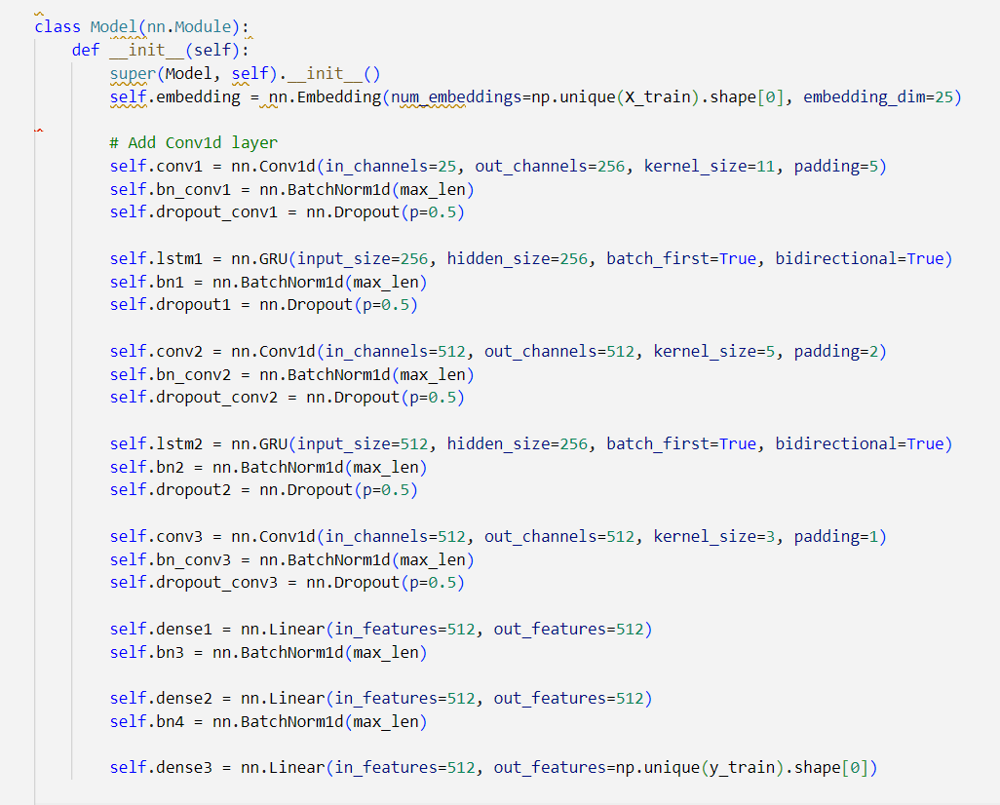 class Model(nn.Module):
def __init__(self):
super(Model, self).__init__()
self.embedding = nn.Embedding(num_embeddings=np.unique(X_train).shape[0], embedding_dim=25)
# Add Conv1d layer
self.conv1 = nn.Conv1d(in_channels=25, out_channels=256, kernel_size=11, padding=5)
self.bn_conv1 = nn.BatchNorm1d(max_len)
self.dropout_conv1 = nn.Dropout(p=0.5)
self.lstm1 = nn.GRU(input_size=256, hidden_size=256, batch_first=True, bidirectional=True)
self.bn1 = nn.BatchNorm1d(max_len)
self.dropout1 = nn.Dropout(p=0.5)
self.conv2 = nn.Conv1d(in_channels=512, out_channels=512, kernel_size=5, padding=2)
self.bn_conv2 = nn.BatchNorm1d(max_len)
self.dropout_conv2 = nn.Dropout(p=0.5)
self.lstm2 = nn.GRU(input_size=512, hidden_size=256, batch_first=True, bidirectional=True)
self.bn2 = nn.BatchNorm1d(max_len)
self.dropout2 = nn.Dropout(p=0.5)
self.conv3 = nn.Conv1d(in_channels=512, out_channels=512, kernel_size=3, padding=1)
self.bn_conv3 = nn.BatchNorm1d(max_len)
self.dropout_conv3 = nn.Dropout(p=0.5)
self.dense1 = nn.Linear(in_features=512, out_features=512)
self.bn3 = nn.BatchNorm1d(max_len)
self.dense2 = nn.Linear(in_features=512, out_features=512)
self.bn4 = nn.BatchNorm1d(max_len)
self.dense3 = nn.Linear(in_features=512, out_features=np.unique(y_train).shape[0])